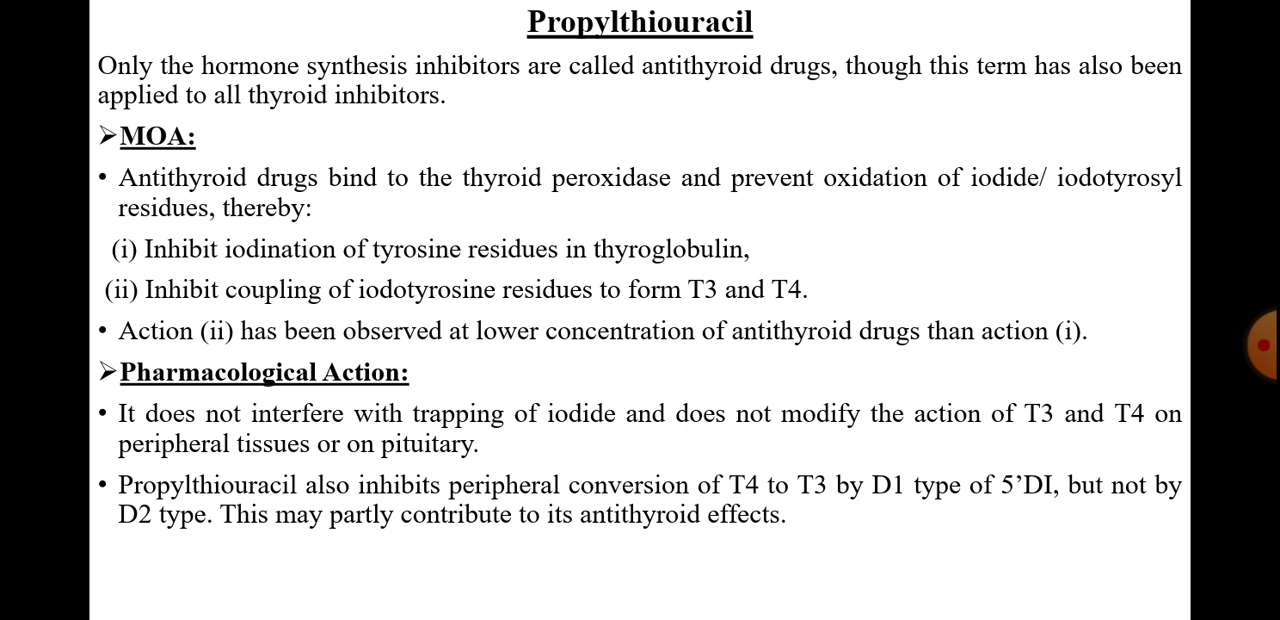 Propylthiouracil
Only the hormone synthesis inhibitors are called antithyroid drugs, though this term has also been
applied to all thyroid inhibitors.
➢MOA:
• Antithyroid drugs bind to the thyroid peroxidase and prevent oxidation of iodide/ iodotyrosyl
residues, thereby:
(i) Inhibit iodination of tyrosine residues in thyroglobulin,
(ii) Inhibit coupling of iodotyrosine residues to form T3 and T4.
• Action (ii) has been observed at lower concentration of antithyroid drugs than action (i).
➢Pharmacological Action:
• It does not interfere with trapping of iodide and does not modify the action of T3 and T4 on
peripheral tissues or on pituitary.
• Propylthiouracil also inhibits peripheral conversion of T4 to T3 by D1 type of 5’DI, but not by
D2 type. This may partly contribute to its antithyroid effects.